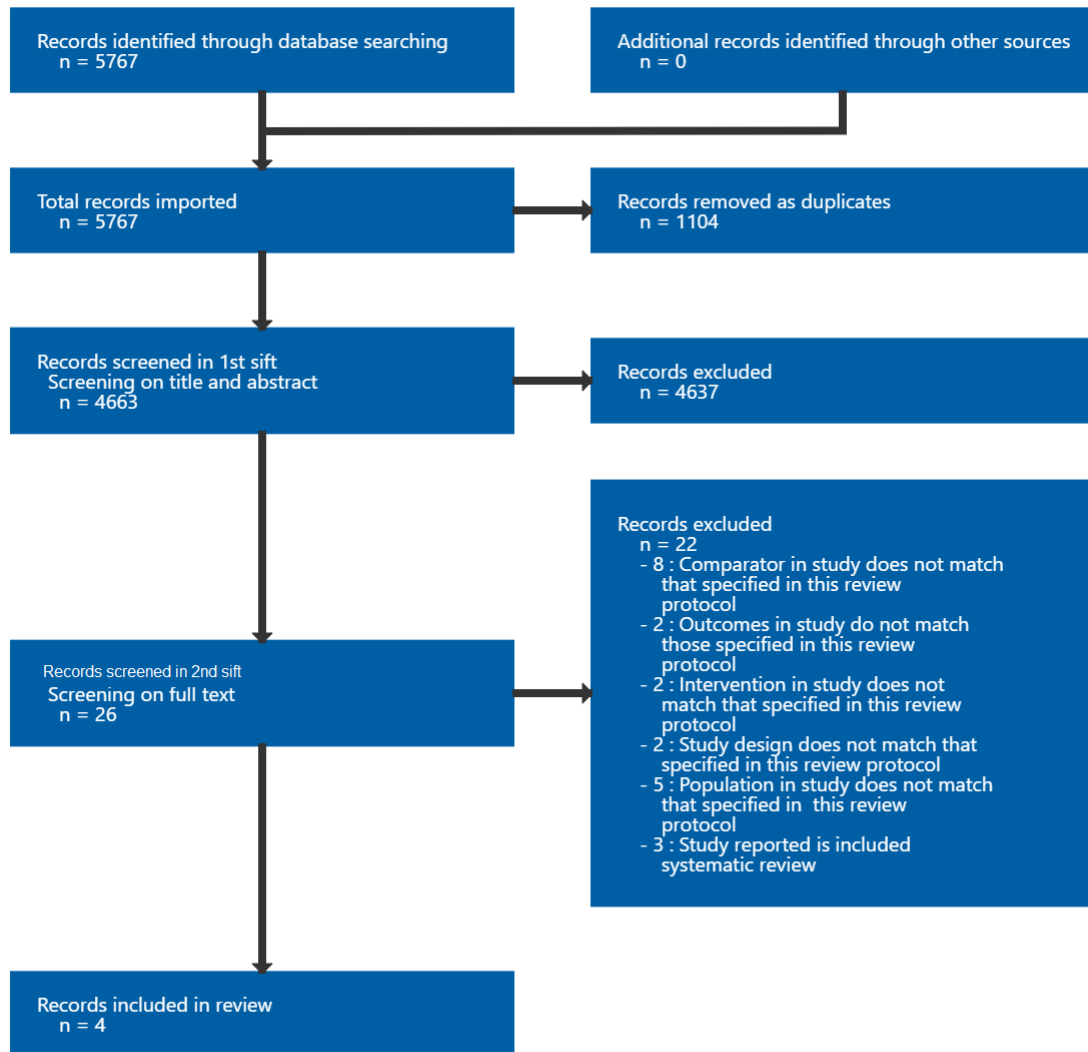 Records identified through database searching
n = 5767
Additional records identified through other sources
n = 0
Total records imported
n = 5767
Records removed as duplicates
n = 1104
Records screened in 1st sift
Screening on title and abstract
n = 4663
Records excluded
n = 4637
Records screened in 2nd sift
Screening on full text
n = 26
Records excluded
n = 22
- 8 : Comparator in study does not match
that specified in this review
protocol
- 2 : Outcomes in study do not match
those specified in this review
protocol
- 2 : Intervention in study does not
match that specified in this review
protocol
- 2 : Study design does not match that
specified in this review protocol
- 5 : Population in study does not match
that specified in this review
protocol
- 3 : Study reported is included
systematic review
Records included in review
n = 4